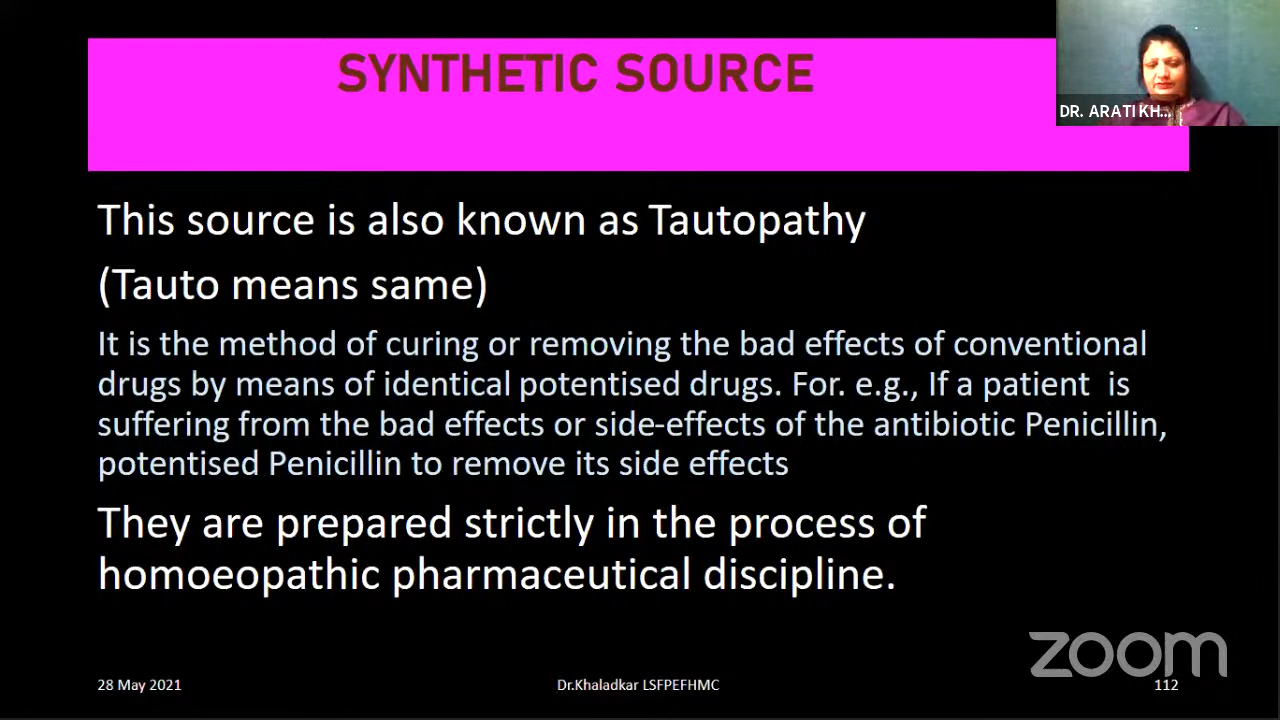 SYNTHETIC SOURCE
DR. ARATI KH...
This source is also known as Tautopathy
(Tauto means same)
It is the method of curing or removing the bad effects of conventional
drugs by means of identical potentised drugs. For. e.g., If a patient is
suffering from the bad effects or side-effects of the antibiotic Penicillin,
potentised Penicillin to remove its side effects
They are prepared strictly in the process of
homoeopathic pharmaceutical discipline.
zoom
28 May 2021
Dr.Khaladkar LSFPEFHMC
112